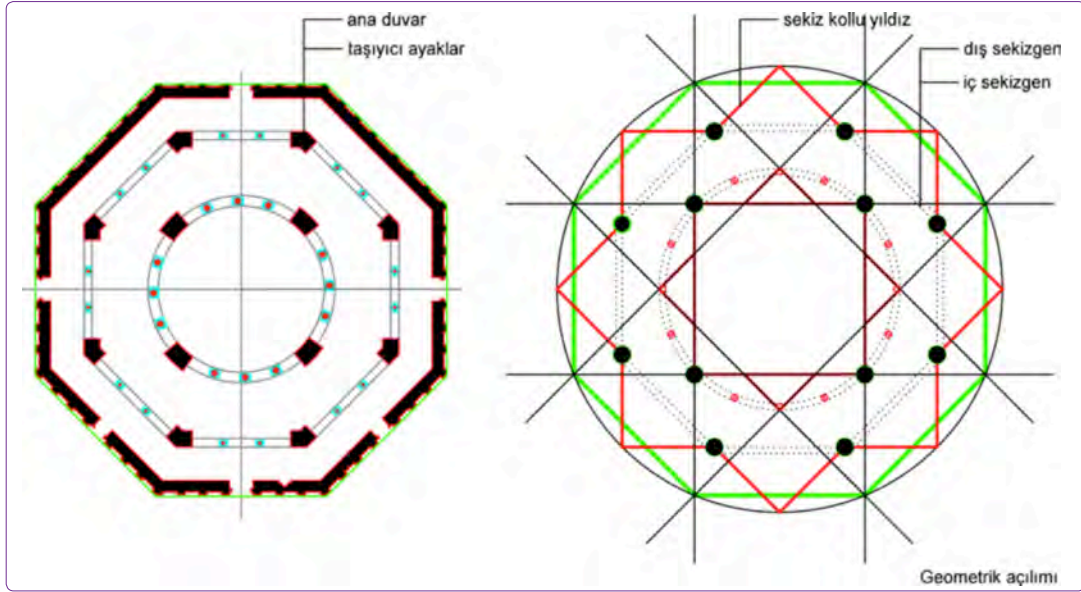 ana duvar
taşıyıcı ayaklar
sekiz kollu yıldız
dış sekizgen
iç sekizgen
Geometrik açılımı